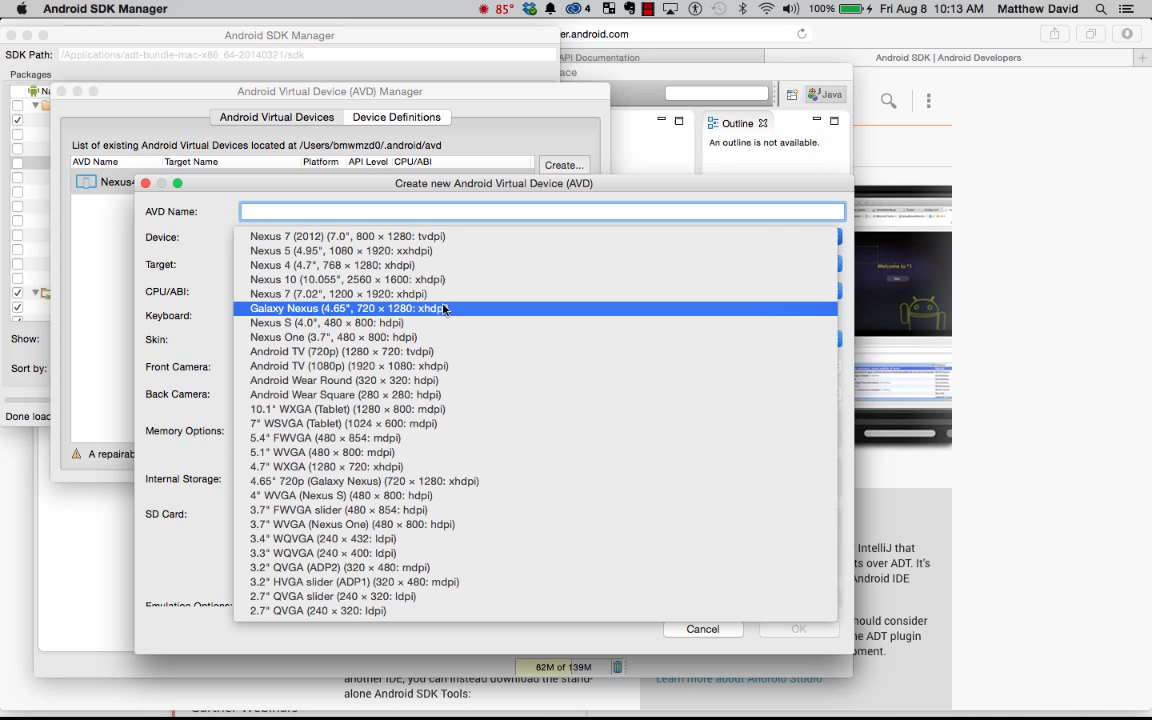 Android SDK Manager 85° 4 100% Fri Aug 8 10:13 AM Matthew David
Android SDK Manager
er.android.com
SDK Path: /Applications/adt-bundle-mac-x86_64-20140321/sdk
API Documentation
Android SDK | Android Developers
Packages
Android Virtual Device (AVD) Manager
Java
Android Virtual Devices Device Definitions
Outline
An outline is not available.
List of existing Android Virtual Devices located at /Users/bmwmzd0/.android/avd
AVD Name Target Name Platform API Level CPU/ABI
Create...
Create new Android Virtual Device (AVD)
AVD Name:
Device:
Target:
CPU/ABI:
Keyboard:
Skin:
Front Camera:
Back Camera:
Memory Options:
Internal Storage:
SD Card:
Emulation Options:
Nexus 7 (2012) (7.0", 800 × 1280: tvdpi)
Nexus 5 (4.95", 1080 × 1920: xxhdpi)
Nexus 4 (4.7", 768 × 1280: xhdpi)
Nexus 10 (10.055", 2560 × 1600: xhdpi)
Nexus 7 (7.02", 1200 × 1920: xhdpi)
Galaxy Nexus (4.65", 720 × 1280: xhdpi)
Nexus S (4.0", 480 × 800: hdpi)
Nexus One (3.7", 480 × 800: hdpi)
Android TV (720p) (1280 × 720: tvdpi)
Android TV (1080p) (1920 × 1080: xhdpi)
Android Wear Round (320 × 320: hdpi)
Android Wear Square (280 × 280: hdpi)
10.1" WXGA (Tablet) (1280 × 800: mdpi)
7" WSVGA (Tablet) (1024 × 600: mdpi)
5.4" FWVGA (480 × 854: mdpi)
5.1" WVGA (480 × 800: mdpi)
4.7" WXGA (1280 × 720: xhdpi)
4.65" 720p (Galaxy Nexus) (720 × 1280: xhdpi)
4" WVGA (Nexus S) (480 × 800: hdpi)
3.7" FWVGA slider (480 × 854: hdpi)
3.7" WVGA (Nexus One) (480 × 800: hdpi)
3.4" WQVGA (240 × 432: ldpi)
3.3" WQVGA (240 × 400: ldpi)
3.2" QVGA (ADP2) (320 × 480: mdpi)
3.2" HVGA slider (ADP1) (320 × 480: mdpi)
2.7" QVGA slider (240 × 320: ldpi)
2.7" QVGA (240 × 320: ldpi)
Cancel OK
Show:
Sort by:
Done loa
A repairab
Welcome to
IntelliJ that
ts over ADT. It's
Android IDE
hould consider
he ADT plugin
pment.
82M of 139M
another IDE, you can instead download the stand-
alone Android SDK Tools:
Learn more about Android Studio